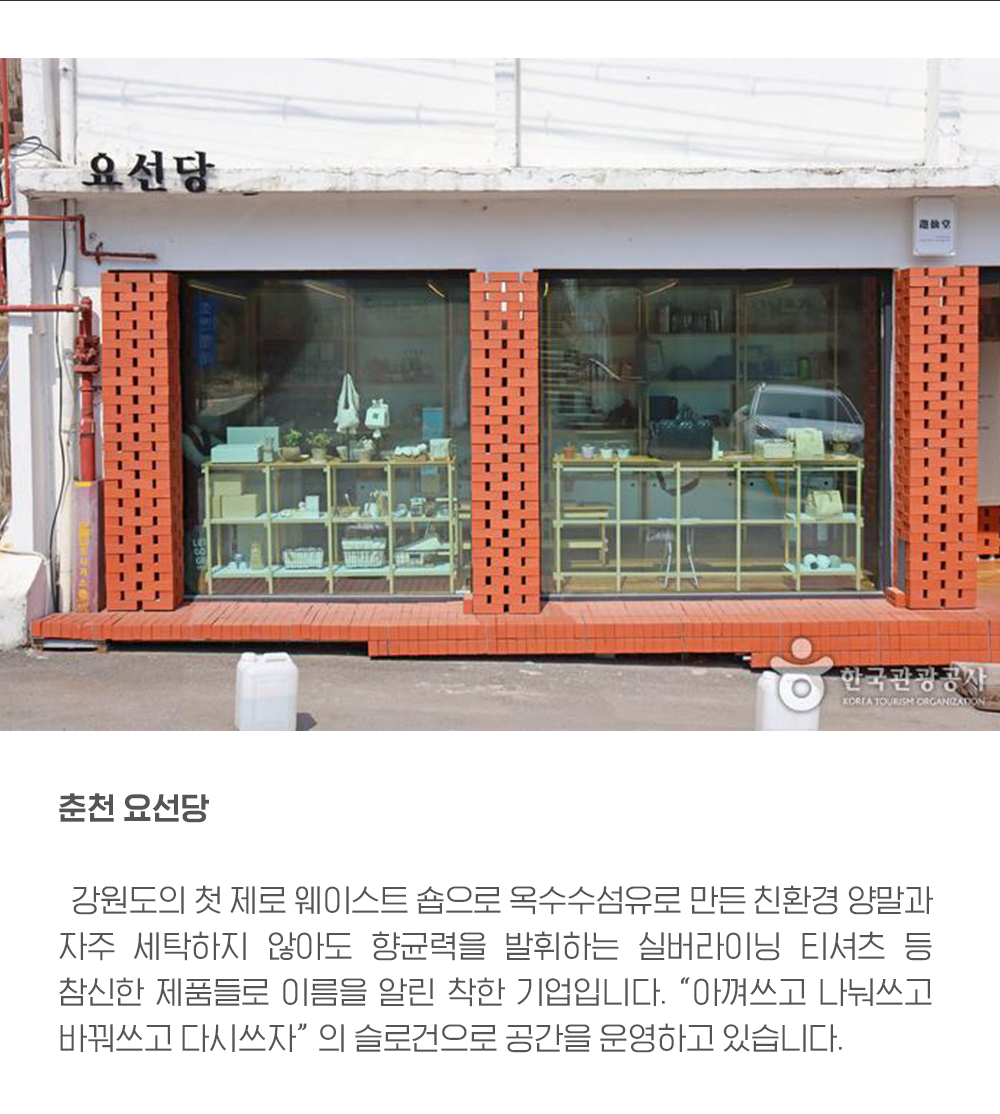 요선당
邀仙堂
한국관광공사
KOREA TOURISM ORGANIZATION
춘천 요선당
강원도의 첫 제로 웨이스트 숍으로 옥수수섬유로 만든 친환경 양말과
자주 세탁하지 않아도 향균력을 발휘하는 실버라이닝 티셔츠 등
참신한 제품들로 이름을 알린 착한 기업입니다. “아껴쓰고 나눠쓰고
바꿔쓰고 다시쓰자” 의 슬로건으로 공간을 운영하고 있습니다.